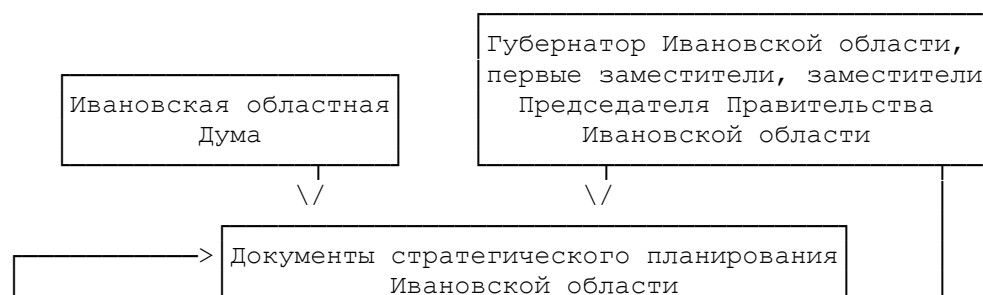 Губернатор Ивановской области,
первые заместители, заместители
Председателя Правительства
Ивановской области
Ивановская областная
Дума
Документы стратегического планирования
Ивановской области